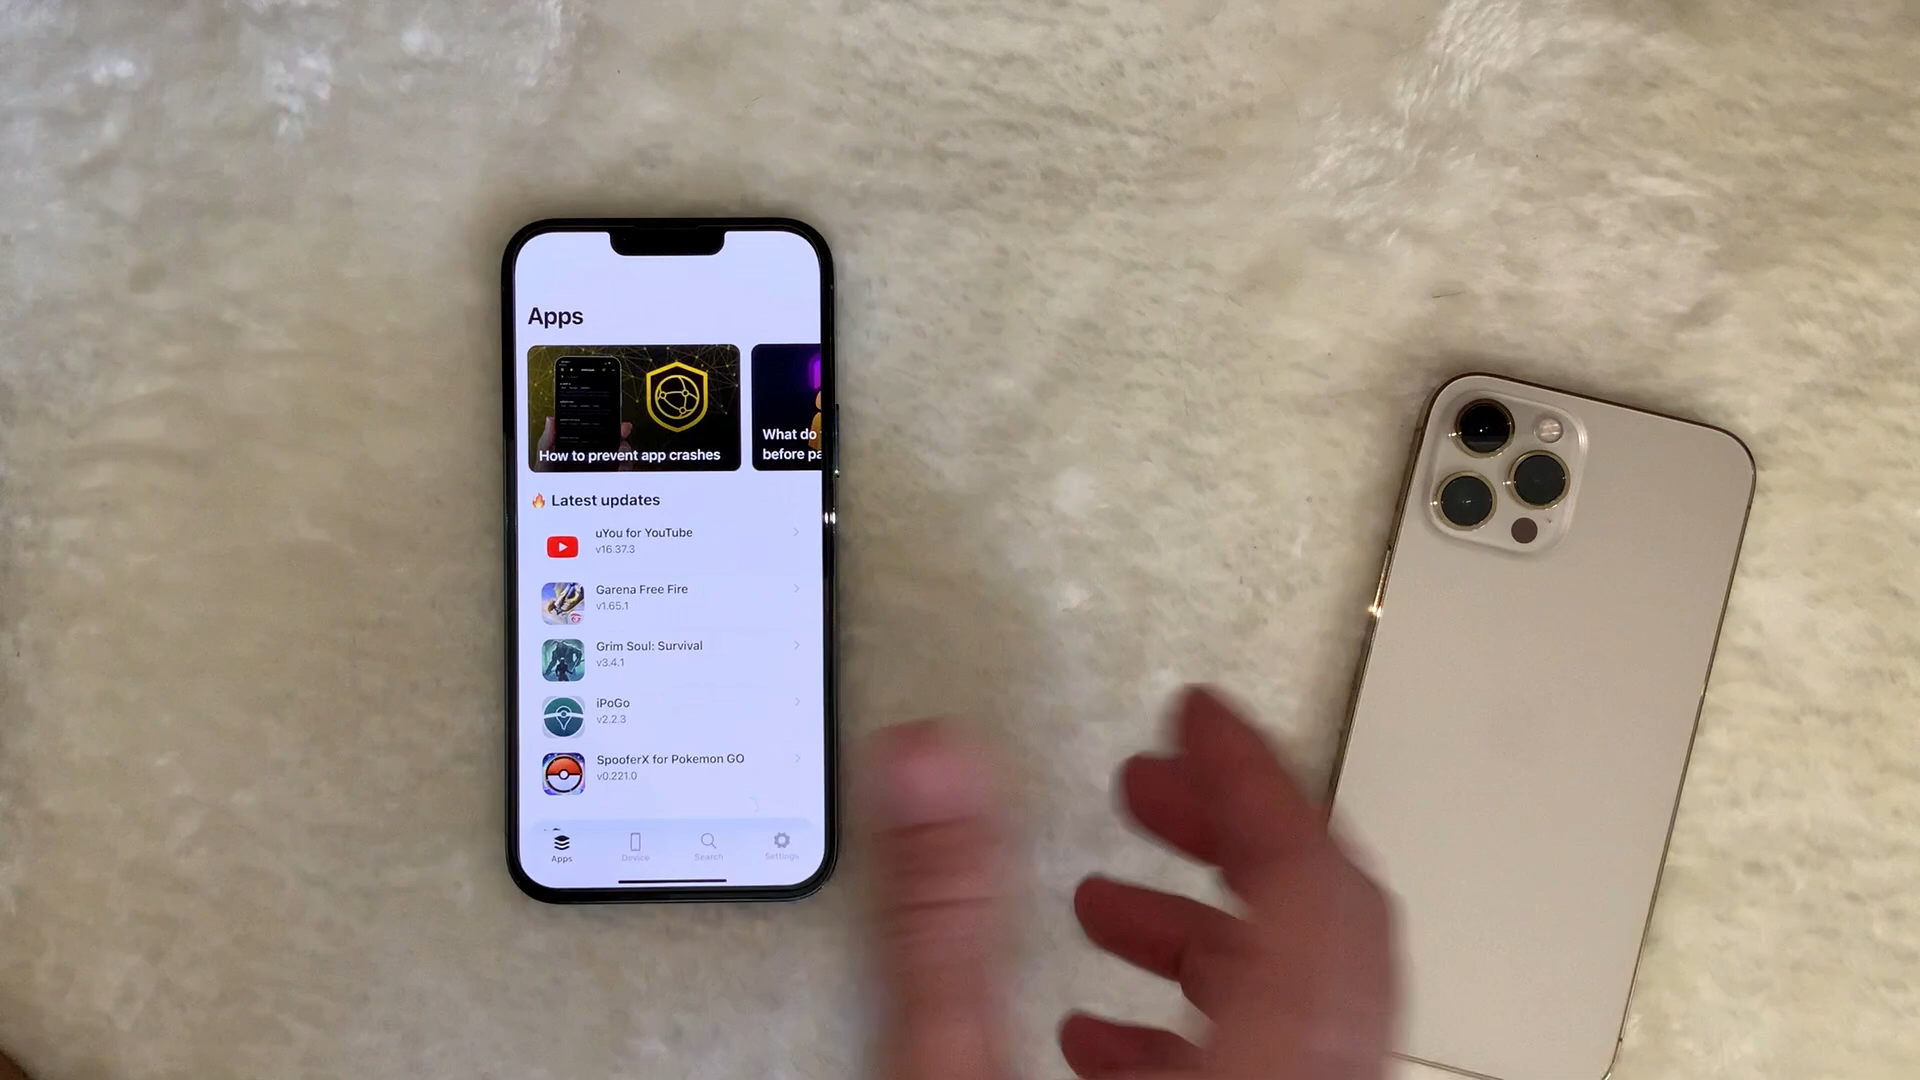 Apps
How to prevent app crashes
What do
before pa
🔥 Latest updates
uYou for YouTube
v16.37.3
Garena Free Fire
v1.65.1
Grim Soul: Survival
v3.4.1
iPoGo
v2.2.3
SpooferX for Pokemon GO
v0.221.0
Apps
Device
Search
Settings